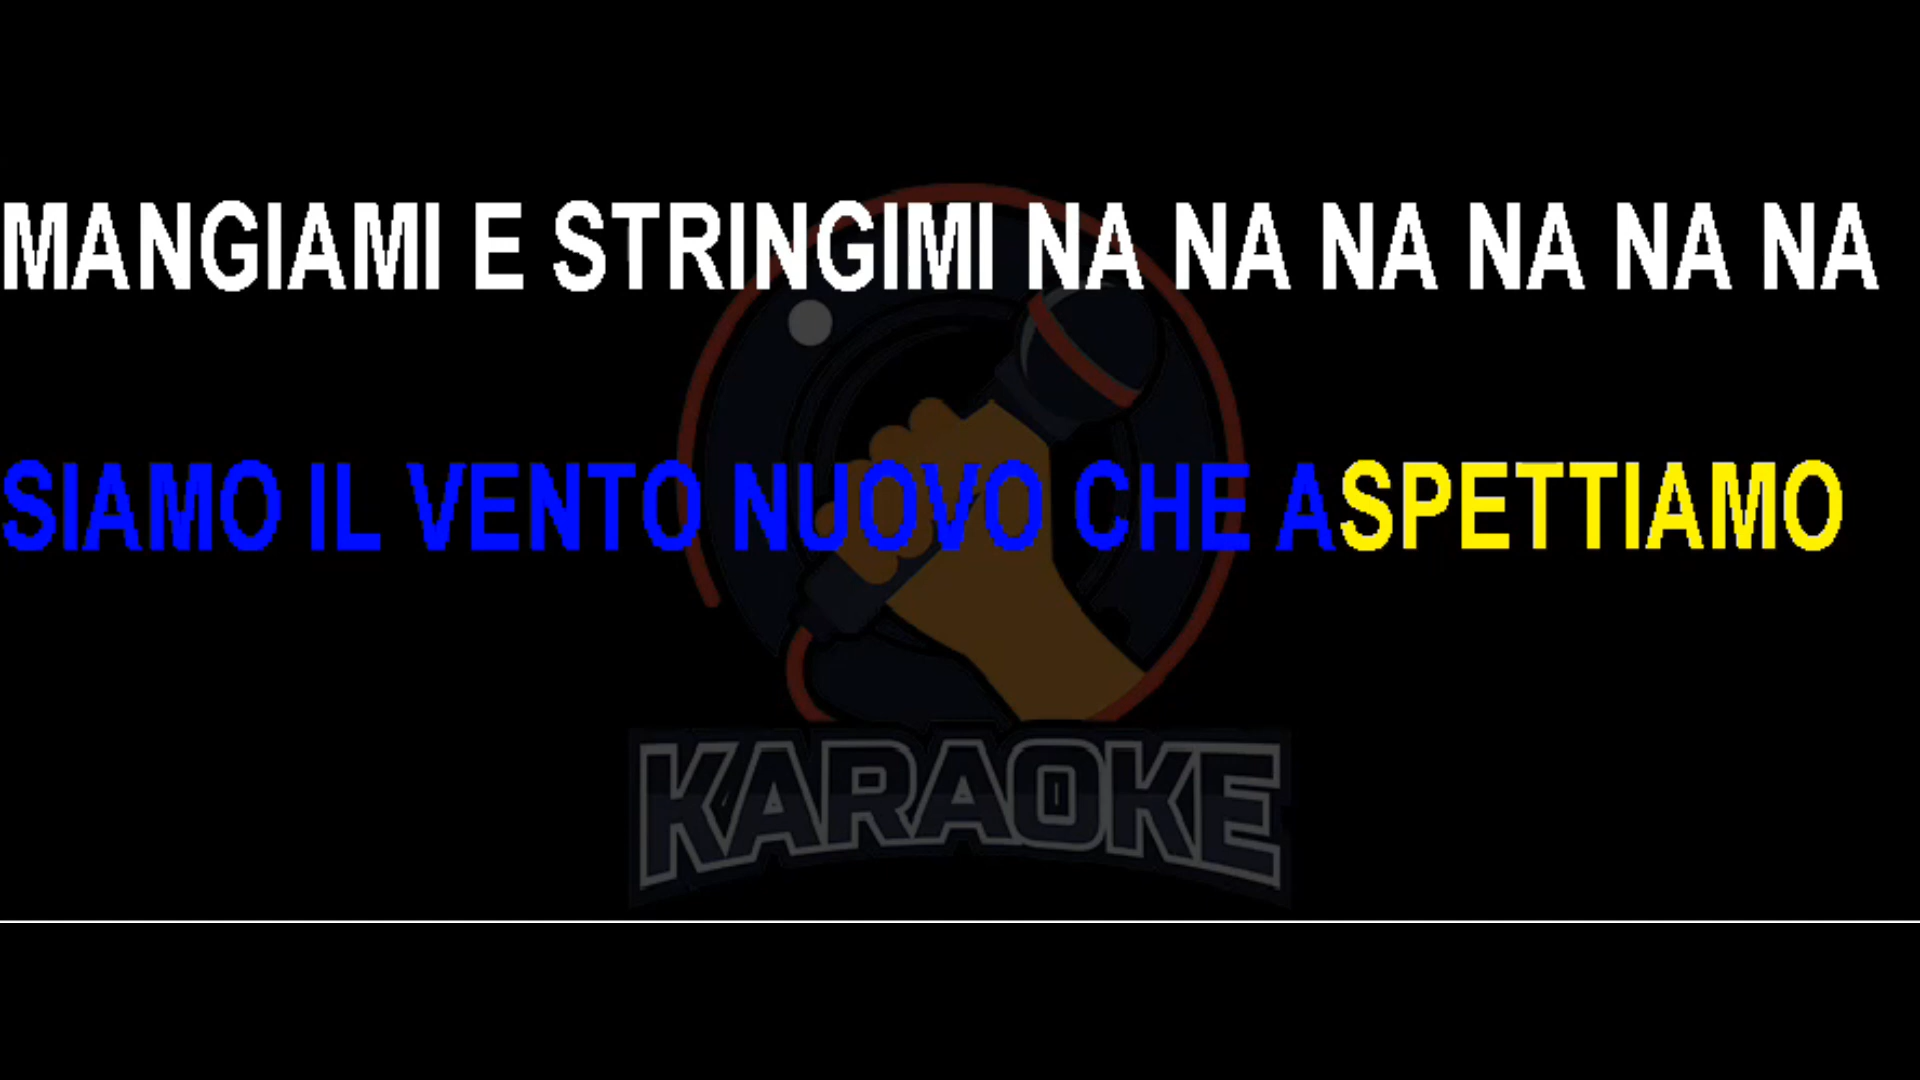 MANGIAMI E STRINGIMI NA NA NA NA NA NA
SIAMO IL VENTO NUOVO CHE ASPETTIAMO
KARAOKE